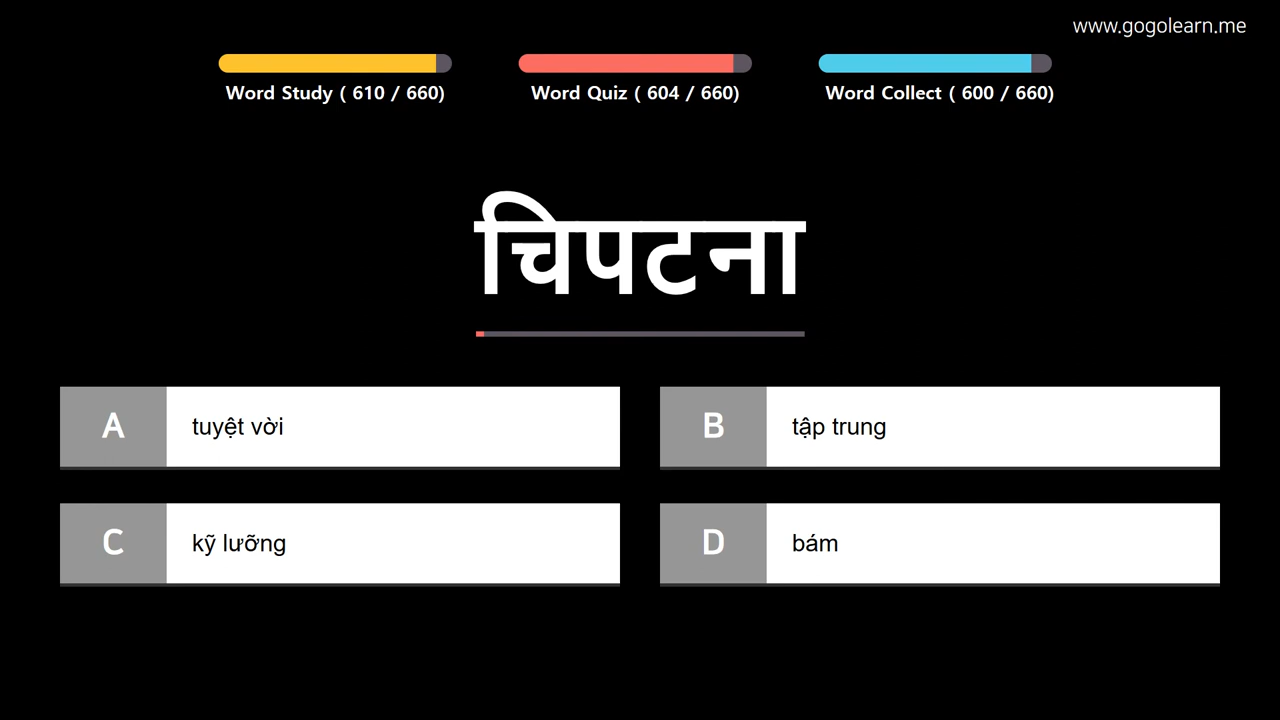 www.gogolearn.me
Word Study ( 610 / 660)
Word Quiz ( 604 / 660)
Word Collect ( 600 / 660)
चिपटना
A
tuyệt vời
B
tập trung
C
kỹ lưỡng
D
bám